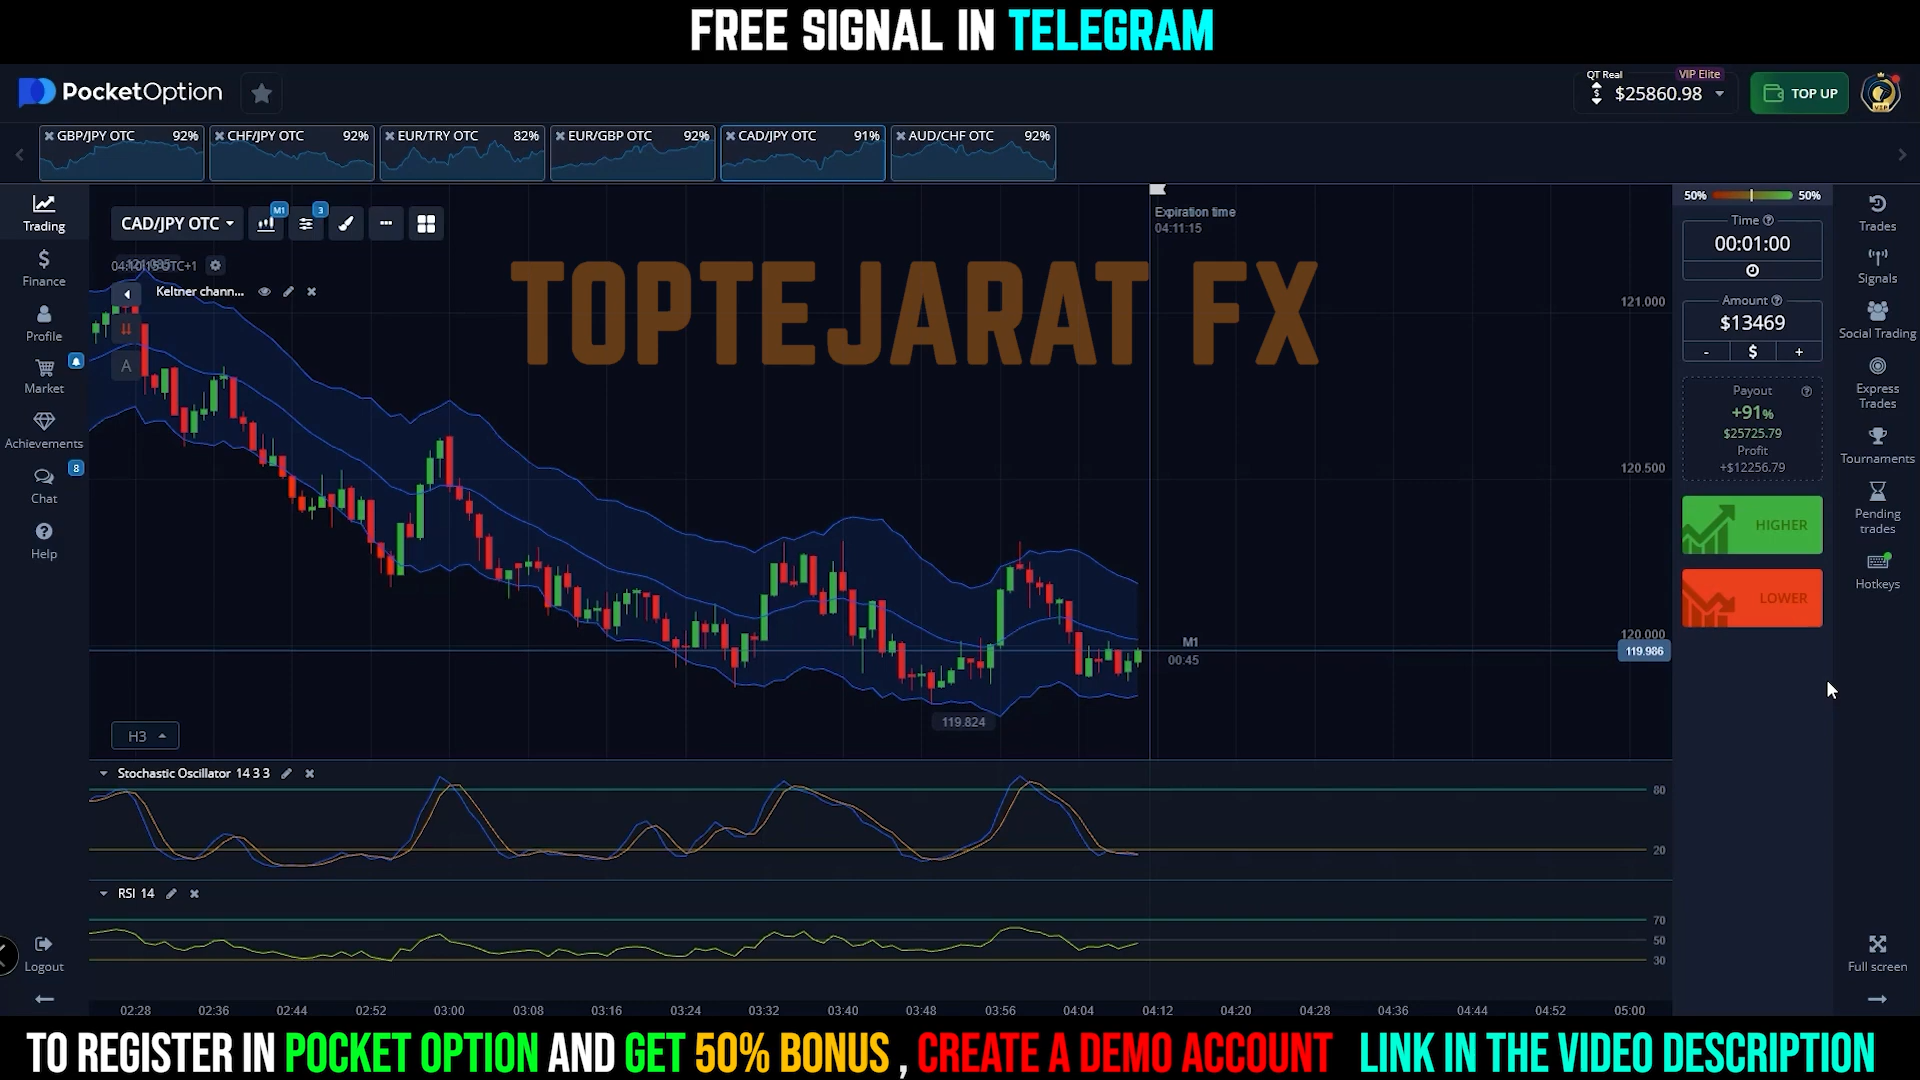 FREE SIGNAL IN TELEGRAM
PocketOption
QT Real
VIP Elite
$25860.98
TOP UP
GBP/JPY OTC 92%
CHF/JPY OTC 92%
EUR/TRY OTC 82%
EUR/GBP OTC 92%
CAD/JPY OTC 91%
AUD/CHF OTC 92%
Trading
Finance
Profile
Market
Achievements
8
Chat
Help
Logout
CAD/JPY OTC
M1
3
Expiration time
04:11:15
04:10:15 UTC+1
Keltner chann...
A
TOPTEJARAT FX
121.000
120.500
120.000
119.986
M1
00:45
119.824
H3
Stochastic Oscillator 14 3 3
80
20
RSI 14
70
50
30
02:28 02:36 02:44 02:52 03:00 03:08 03:16 03:24 03:32 03:40 03:48 03:56 04:04 04:12 04:20 04:28 04:36 04:44 04:52 05:00
50% 50%
Time
00:01:00
Amount
$13469
- $ +
Payout
+91%
$25725.79
Profit
+$12256.79
HIGHER
LOWER
Trades
Signals
Social Trading
Express
Trades
Tournaments
Pending
trades
Hotkeys
Full screen
TO REGISTER IN POCKET OPTION AND GET 50% BONUS , CREATE A DEMO ACCOUNT LINK IN THE VIDEO DESCRIPTION